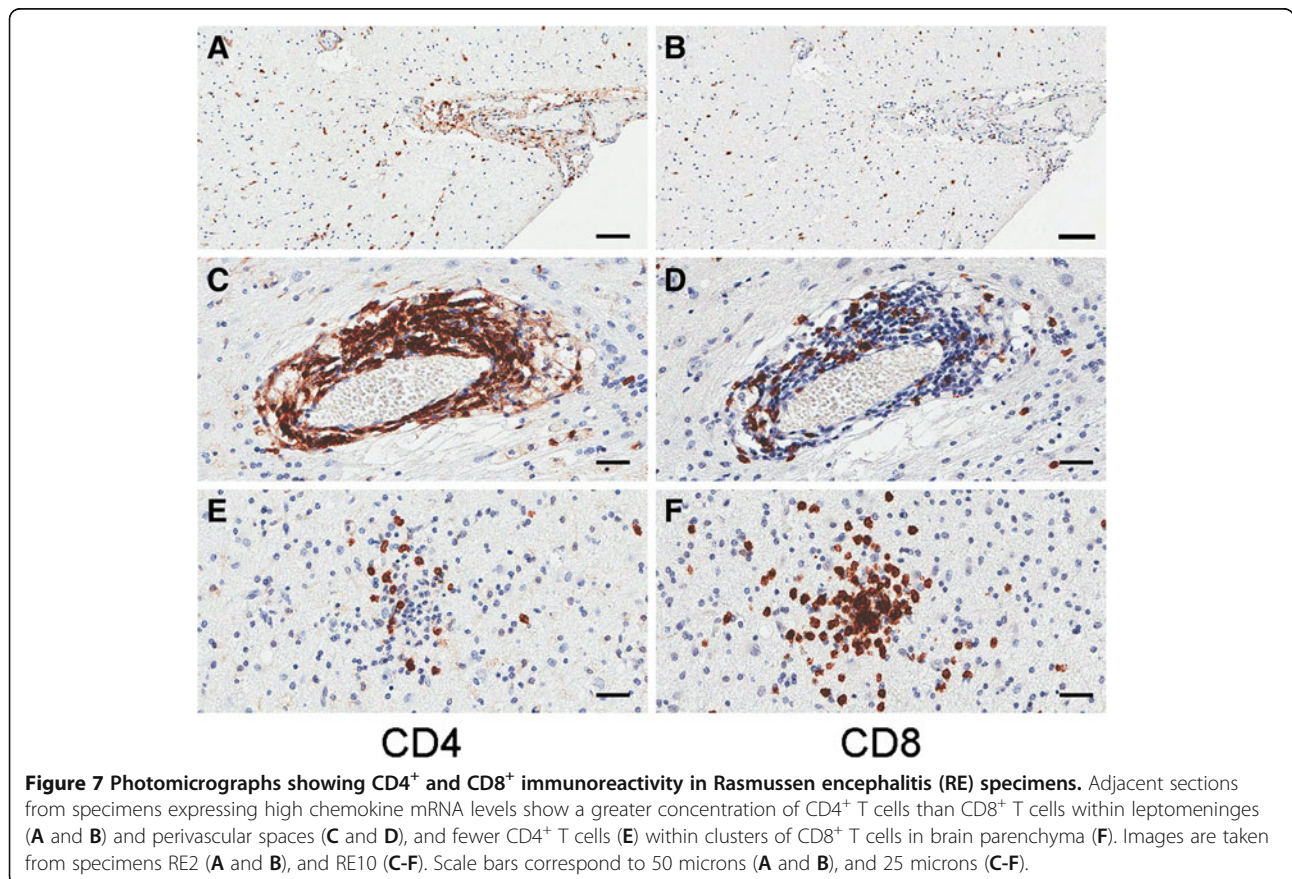 A
B
C
D
E
F
CD4
CD8
Figure 7 Photomicrographs showing CD4⁺ and CD8⁺ immunoreactivity in Rasmussen encephalitis (RE) specimens. Adjacent sections
from specimens expressing high chemokine mRNA levels show a greater concentration of CD4⁺ T cells than CD8⁺ T cells within leptomeninges
(A and B) and perivascular spaces (C and D), and fewer CD4⁺ T cells (E) within clusters of CD8⁺ T cells in brain parenchyma (F). Images are taken
from specimens RE2 (A and B), and RE10 (C-F). Scale bars correspond to 50 microns (A and B), and 25 microns (C-F).